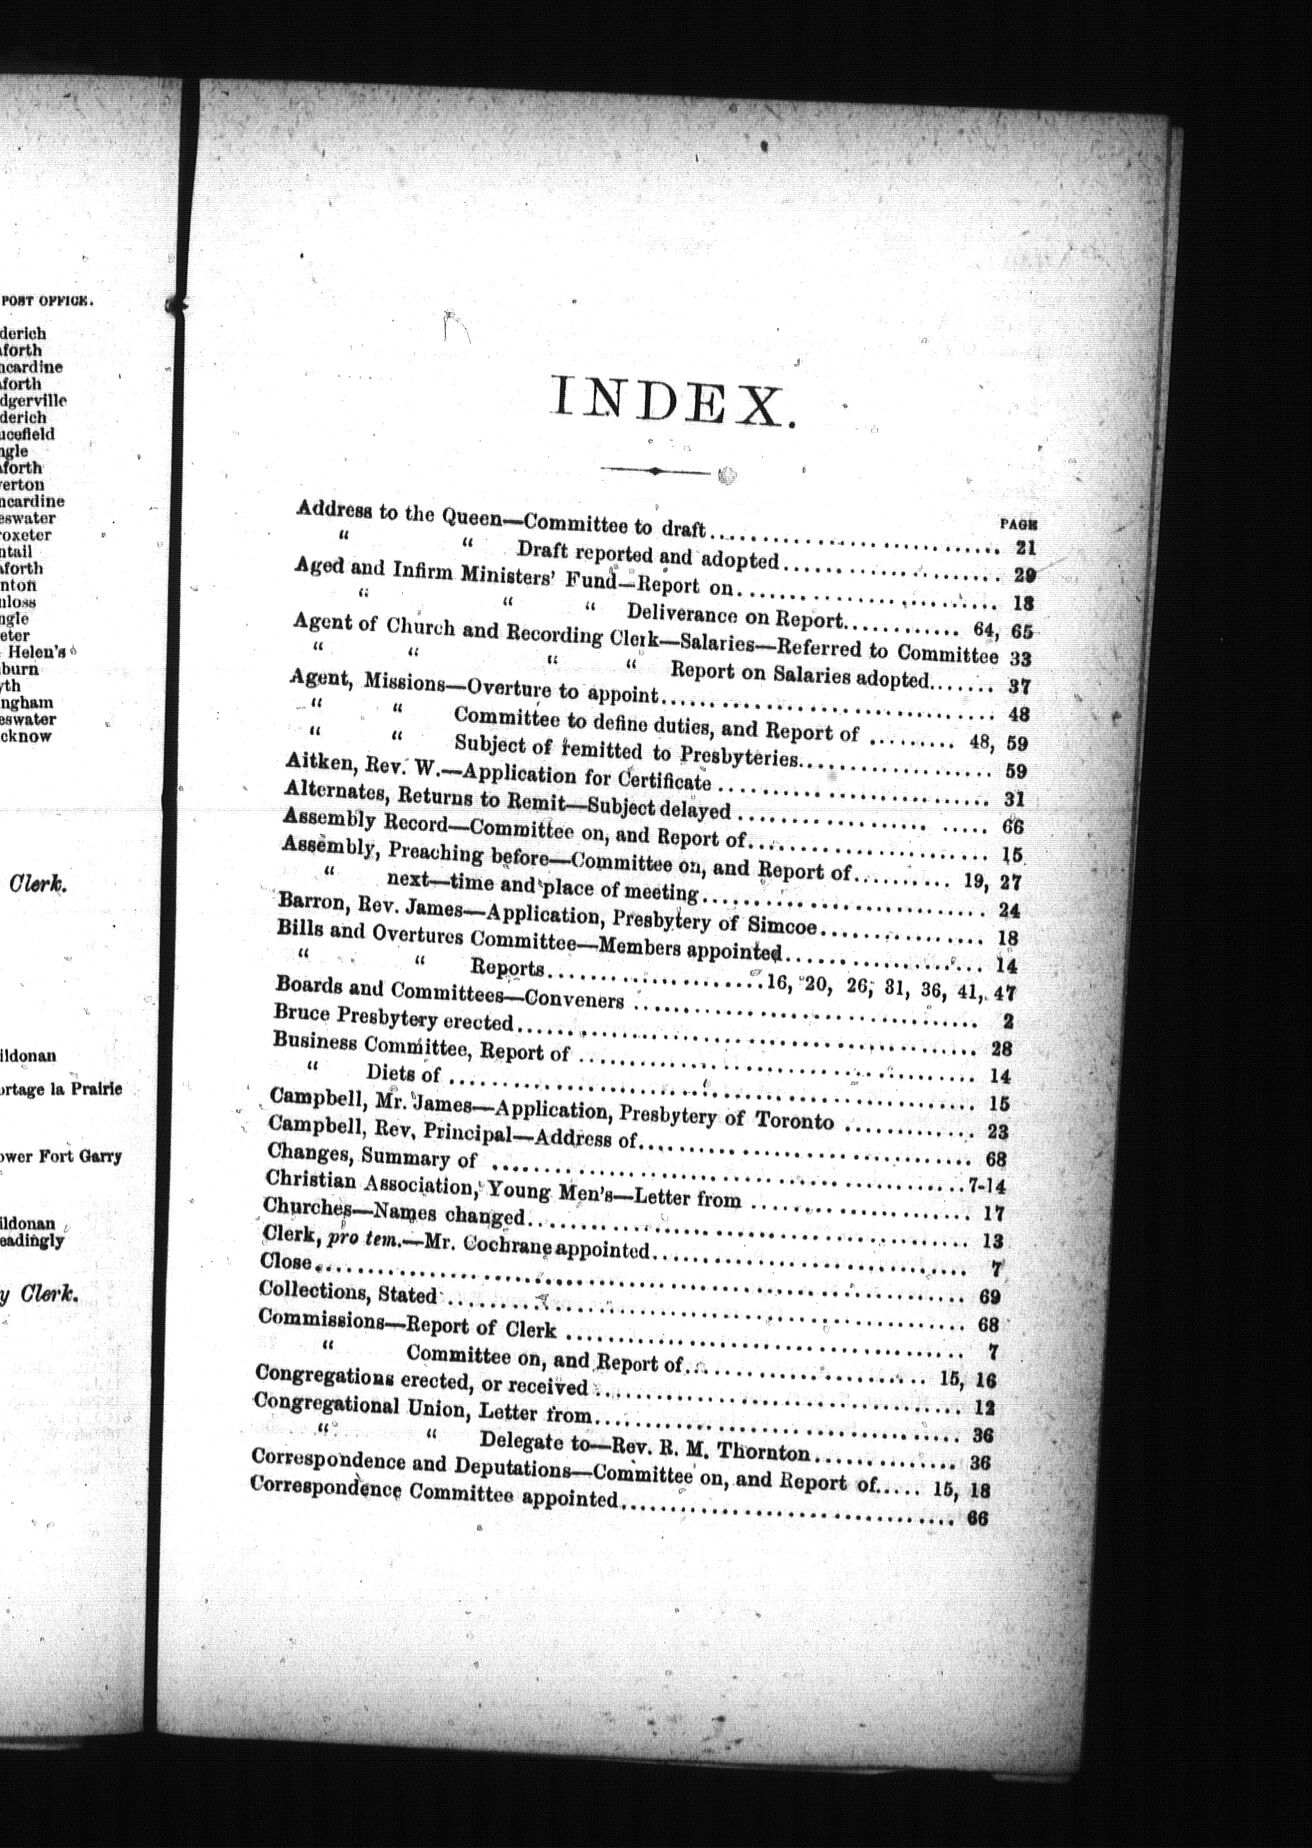 POST OFFICE.
derich
forth
ncardine
forth
dgerville
derich
ucefield
ngle
forth
verton
ncardine
eswater
roxeter
ntail
forth
nton
nloss
ngle
eter
Helen's
burn
yth
ngham
eswater
cknow
Clerk.
ildonan
ortage la Prairie
ower Fort Garry
ildonan
eadingly
y Clerk.
INDEX.
PAGE
Address to the Queen—Committee to draft.............................. 21
" " Draft reported and adopted...................... 29
Aged and Infirm Ministers' Fund—Report on.......................... 18
" " " Deliverance on Report............ 64, 65
Agent of Church and Recording Clerk—Salaries—Referred to Committee 33
" " " " Report on Salaries adopted....... 37
Agent, Missions—Overture to appoint.................................. 48
" " Committee to define duties, and Report of ......... 48, 59
" " Subject of remitted to Presbyteries.................... 59
Aitken, Rev. W.—Application for Certificate ............................ 31
Alternates, Returns to Remit—Subject delayed .................... ..... 66
Assembly Record—Committee on, and Report of......................... 15
Assembly, Preaching before—Committee on, and Report of.......... 19, 27
" next—time and place of meeting.............................. 24
Barron, Rev. James—Application, Presbytery of Simcoe................. 18
Bills and Overtures Committee—Members appointed..................... 14
" " Reports......................16, 20, 26, 31, 36, 41, 47
Boards and Committees—Conveners .................................... 2
Bruce Presbytery erected................................................ 28
Business Committee, Report of .......................................... 14
" Diets of ...................................................... 15
Campbell, Mr. James—Application, Presbytery of Toronto ............. 23
Campbell, Rev, Principal—Address of................................... 68
Changes, Summary of ..................................................7-14
Christian Association, Young Men's—Letter from ....................... 17
Churches—Names changed............................................. 13
Clerk, pro tem.—Mr. Cochrane appointed................................ 7
Close.................................................................... 69
Collections, Stated ....................................................... 68
Commissions—Report of Clerk .......................................... 7
" Committee on, and Report of......................... 15, 16
Congregations erected, or received ....................................... 12
Congregational Union, Letter from...................................... 36
" " Delegate to—Rev. R. M. Thornton.............. 36
Correspondence and Deputations—Committee on, and Report of..... 15, 18
Correspondence Committee appointed................................... 66